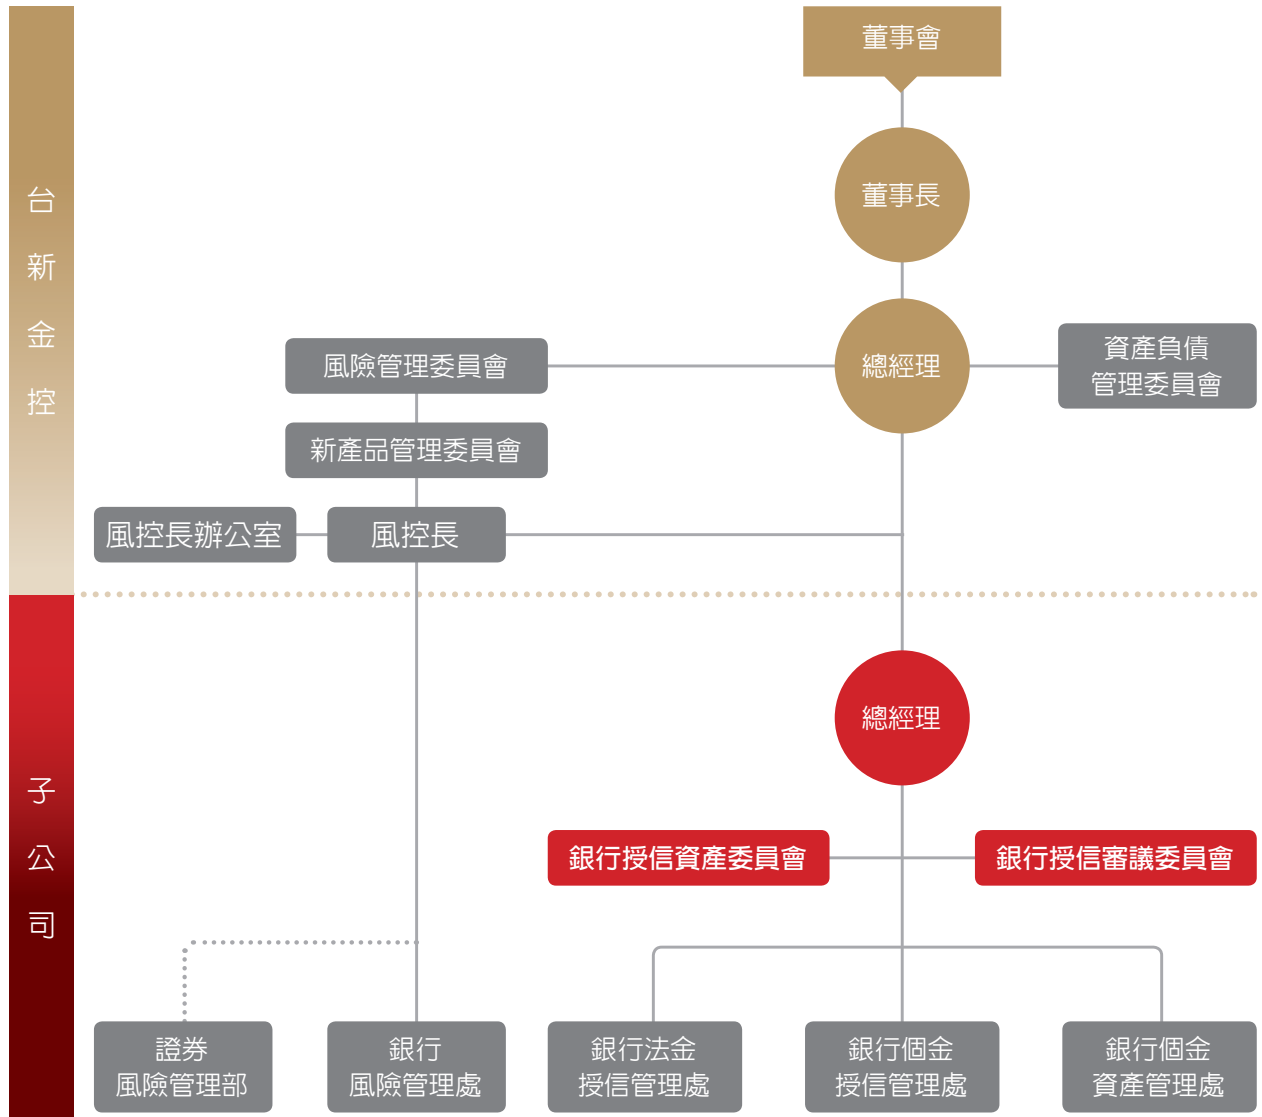 董事會
台新金控
董事長
風險管理委員會
總經理
資產負債
管理委員會
新產品管理委員會
風控長辦公室
風控長
子公司
總經理
銀行授信資產委員會
銀行授信審議委員會
證券
風險管理部
銀行
風險管理處
銀行法金
授信管理處
銀行個金
授信管理處
銀行個金
資產管理處